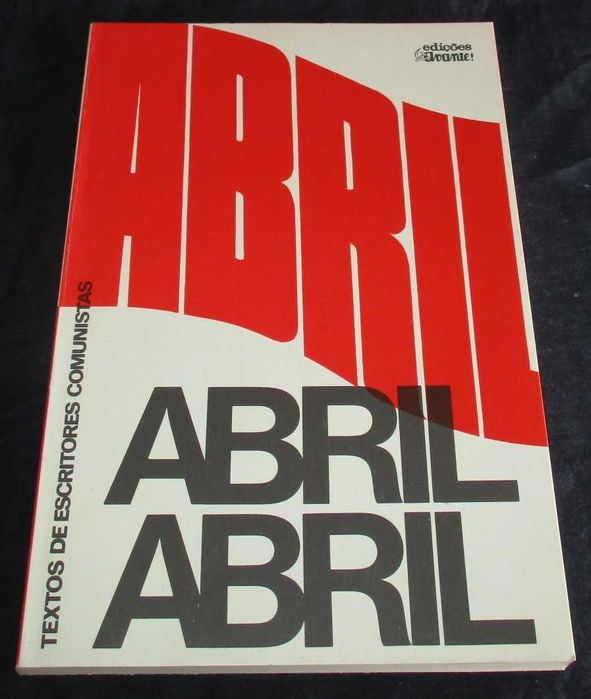 edições
Avante!
ABRIL
ABRIL
ABRIL
TEXTOS DE ESCRITORES COMUNISTAS